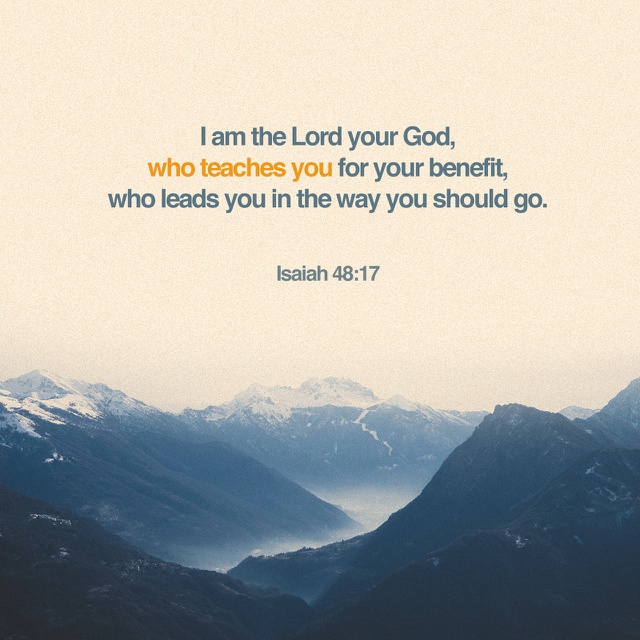 I am the Lord your God,
who teaches you for your benefit,
who leads you in the way you should go.
Isaiah 48:17